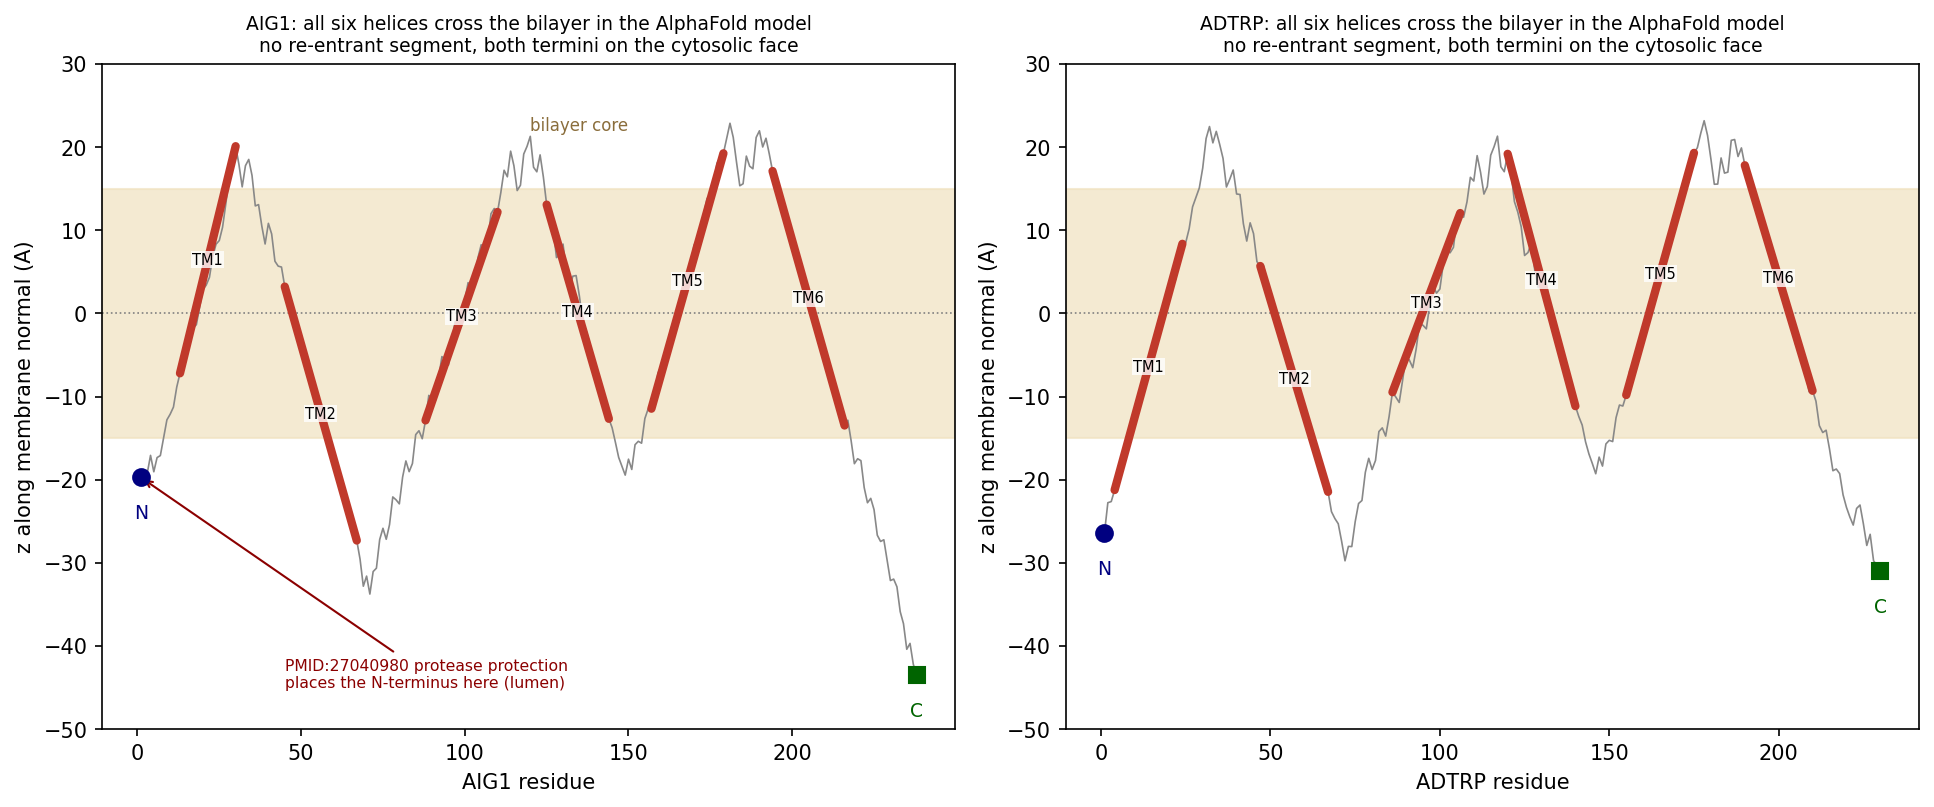 AIG1: all six helices cross the bilayer in the AlphaFold model
no re-entrant segment, both termini on the cytosolic face
30
20
10
0
−10
−20
−30
−40
−50
z along membrane normal (A)
bilayer core
TM1
TM2
TM3
TM4
TM5
TM6
N
C
PMID:27040980 protease protection
places the N-terminus here (lumen)
0
50
100
150
200
AIG1 residue
ADTRP: all six helices cross the bilayer in the AlphaFold model
no re-entrant segment, both termini on the cytosolic face
30
20
10
0
−10
−20
−30
−40
−50
z along membrane normal (A)
TM1
TM2
TM3
TM4
TM5
TM6
N
C
0
50
100
150
200
ADTRP residue